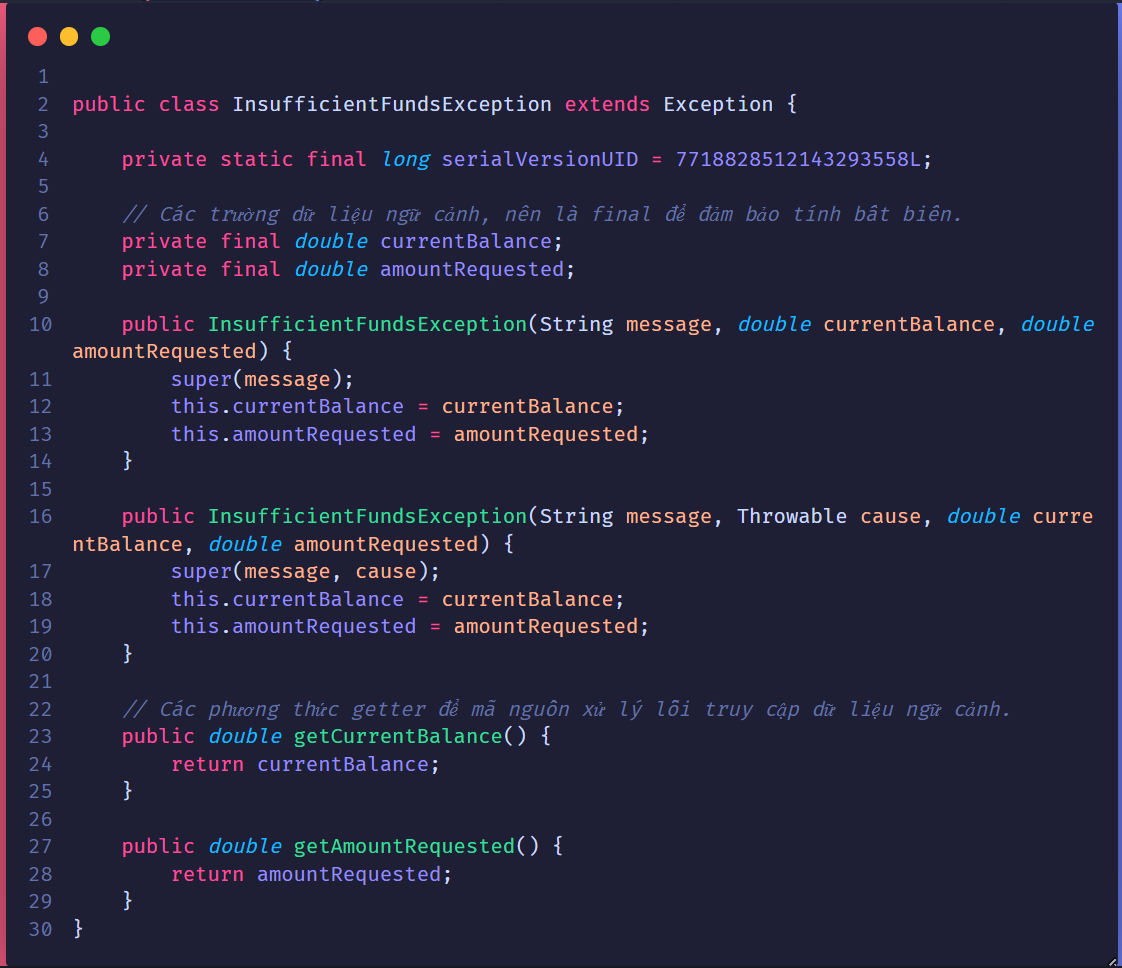 1
2 public class InsufficientFundsException extends Exception {
3
4     private static final long serialVersionUID = 7718828512143293558L;
5
6     // Các trường dữ liệu ngữ cảnh, nên là final để đảm bảo tính bất biến.
7     private final double currentBalance;
8     private final double amountRequested;
9
10     public InsufficientFundsException(String message, double currentBalance, double
amountRequested) {
11         super(message);
12         this.currentBalance = currentBalance;
13         this.amountRequested = amountRequested;
14     }
15
16     public InsufficientFundsException(String message, Throwable cause, double curre
ntBalance, double amountRequested) {
17         super(message, cause);
18         this.currentBalance = currentBalance;
19         this.amountRequested = amountRequested;
20     }
21
22     // Các phương thức getter để mã nguồn xử lý lỗi truy cập dữ liệu ngữ cảnh.
23     public double getCurrentBalance() {
24         return currentBalance;
25     }
26
27     public double getAmountRequested() {
28         return amountRequested;
29     }
30 }